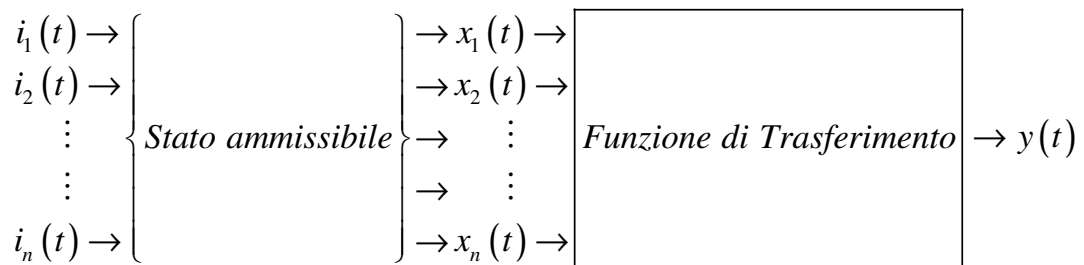 i₁(t) → → x₁(t) →
i₂(t) → → x₂(t) →
⋮ Stato ammissibile → ⋮ Funzione di Trasferimento → y(t)
⋮ → ⋮
iₙ(t) → → xₙ(t) →